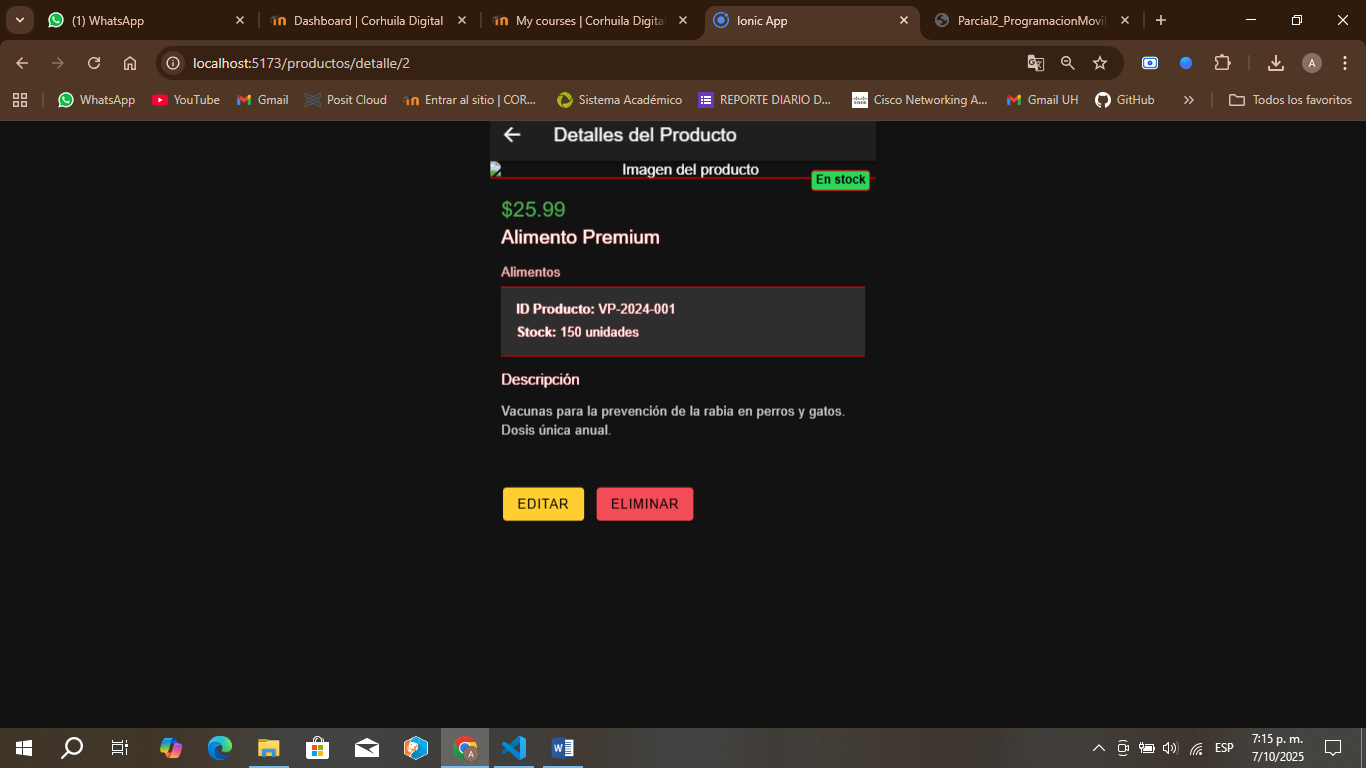 (1) WhatsApp
Dashboard | Corhuila Digital
My courses | Corhuila Digita
Ionic App
Parcial2_ProgramacionMovi
localhost:5173/productos/detalle/2
A
WhatsApp
YouTube
Gmail
Posit Cloud
Entrar al sitio | COR...
Sistema Académico
REPORTE DIARIO D...
Cisco Networking A...
Gmail UH
GitHub
Todos los favoritos
Detalles del Producto
Imagen del producto
En stock
$25.99
Alimento Premium
Alimentos
ID Producto: VP-2024-001
Stock: 150 unidades
Descripción
Vacunas para la prevención de la rabia en perros y gatos.
Dosis única anual.
EDITAR
ELIMINAR
ESP
7:15 p. m.
7/10/2025